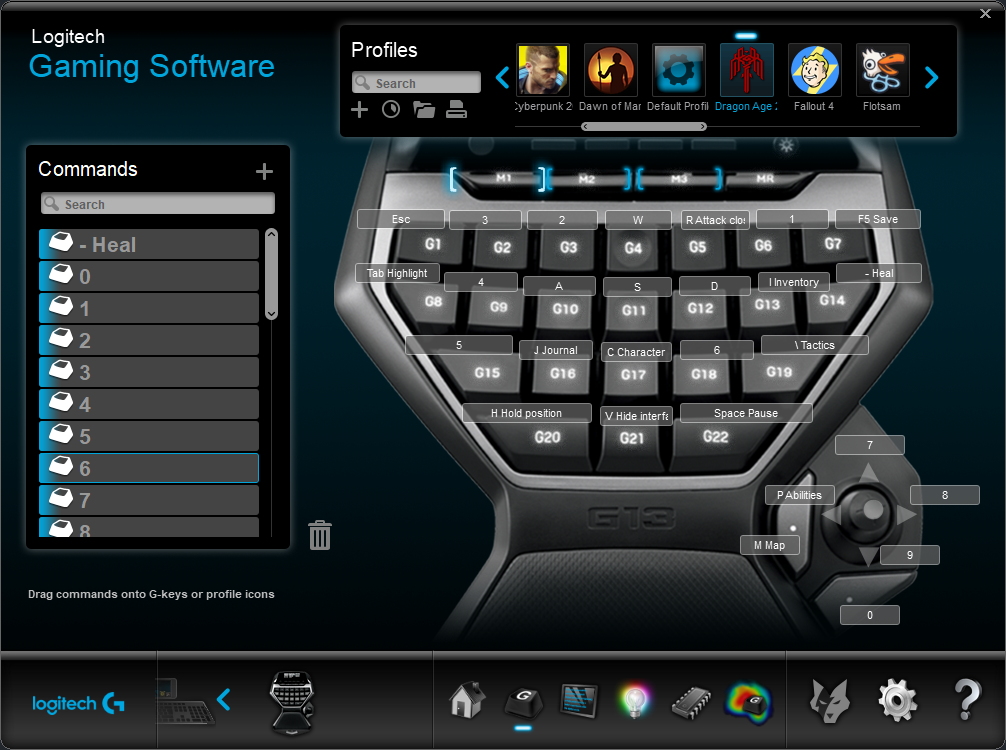 Logitech
Gaming Software
Profiles
Search
Cyberpunk 2
Dawn of Mar
Default Profil
Dragon Age 2
Fallout 4
Flotsam
Commands
Search
- Heal
0
1
2
3
4
5
6
7
8
M1
M2
M3
MR
Esc
3
2
W
R Attack clos
1
F5 Save
G1
G2
G3
G4
G5
G6
G7
Tab Highlight
4
A
S
D
I Inventory
- Heal
G8
G9
G10
G11
G12
G13
G14
5
J Journal
C Character
6
\ Tactics
G15
G16
G17
G18
G19
H Hold position
V Hide interfa
Space Pause
G20
G21
G22
7
P Abilities
8
G13
M Map
9
0
Drag commands onto G-keys or profile icons
logitech G
G
G
?